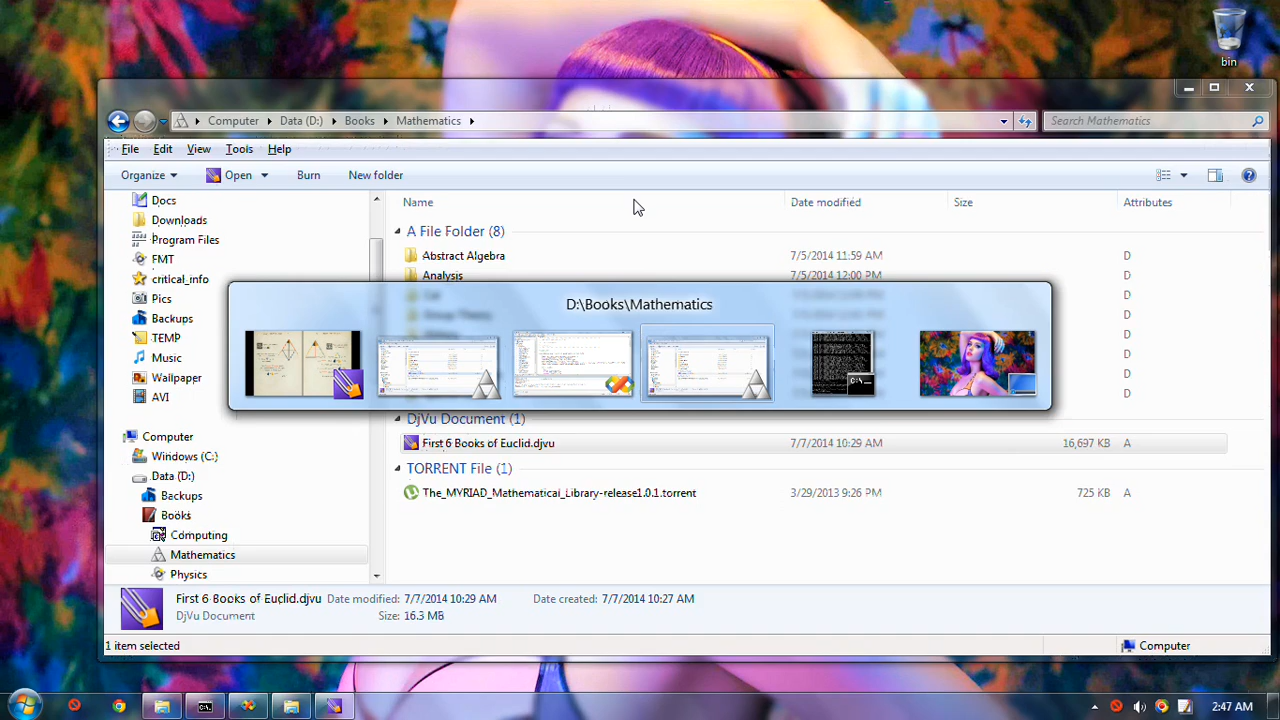 bin
Computer
Data (D:)
Books
Mathematics
Search Mathematics
File Edit View Tools Help
Organize Open Burn New folder
Docs
Downloads
Program Files
FMT
critical_info
Pics
Backups
TEMP
Music
Wallpaper
AVI
Computer
Windows (C:)
Data (D:)
Backups
Books
Computing
Mathematics
Physics
Name Date modified Size Attributes
A File Folder (8)
Abstract Algebra 7/5/2014 11:59 AM D
Analysis 7/5/2014 12:00 PM D
D
D
D
D
D
D
D:\Books\Mathematics
C:\
DjVu Document (1)
First 6 Books of Euclid.djvu 7/7/2014 10:29 AM 16,697 KB A
TORRENT File (1)
The_MYRIAD_Mathematical_Library-release1.0.1.torrent 3/29/2013 9:26 PM 725 KB A
First 6 Books of Euclid.djvu Date modified: 7/7/2014 10:29 AM Date created: 7/7/2014 10:27 AM
DjVu Document Size: 16.3 MB
1 item selected Computer
2:47 AM